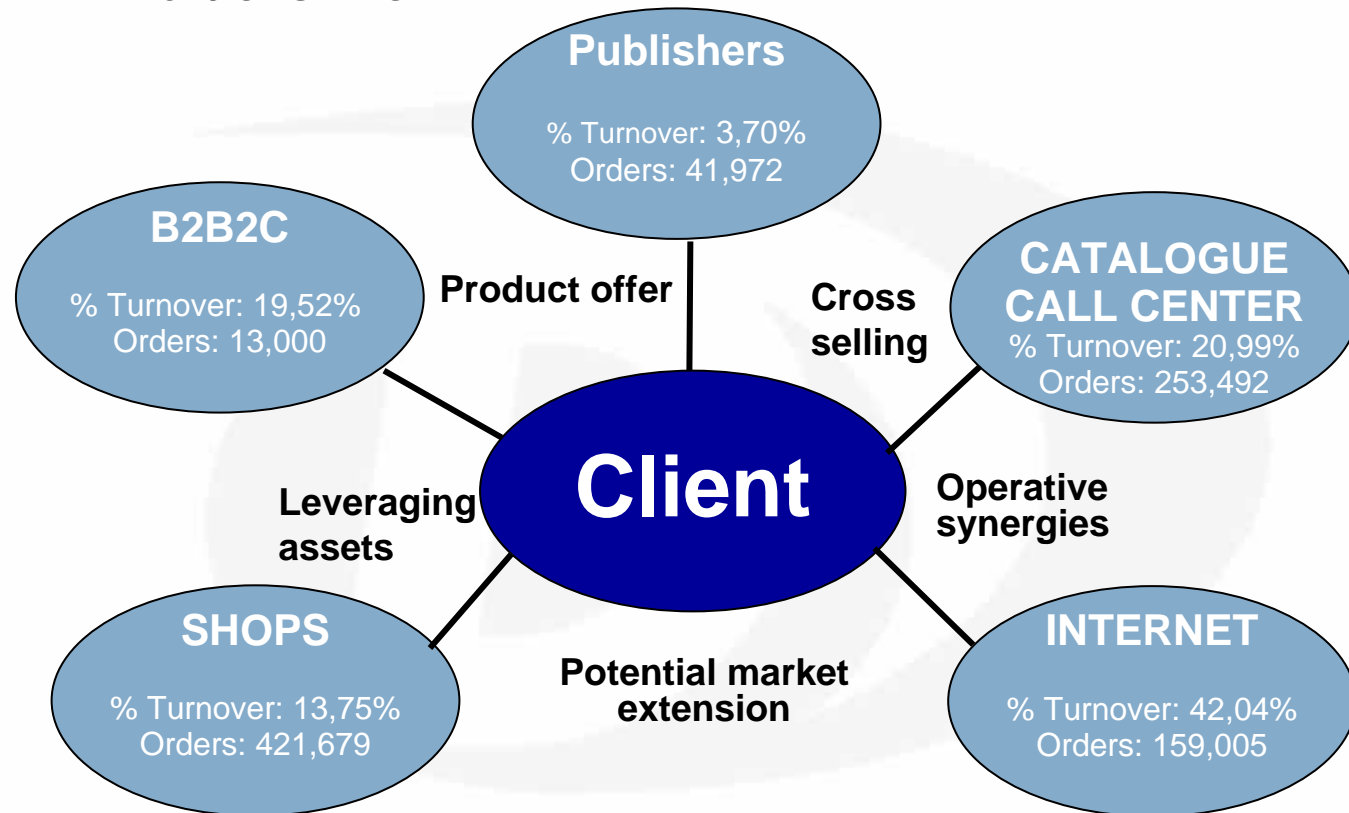 Publishers
% Turnover: 3,70%
Orders: 41,972
B2B2C
% Turnover: 19,52%
Orders: 13,000
Product offer
Cross
selling
CATALOGUE
CALL CENTER
% Turnover: 20,99%
Orders: 253,492
Client
Leveraging
assets
Operative
synergies
SHOPS
% Turnover: 13,75%
Orders: 421,679
Potential market
extension
INTERNET
% Turnover: 42,04%
Orders: 159,005